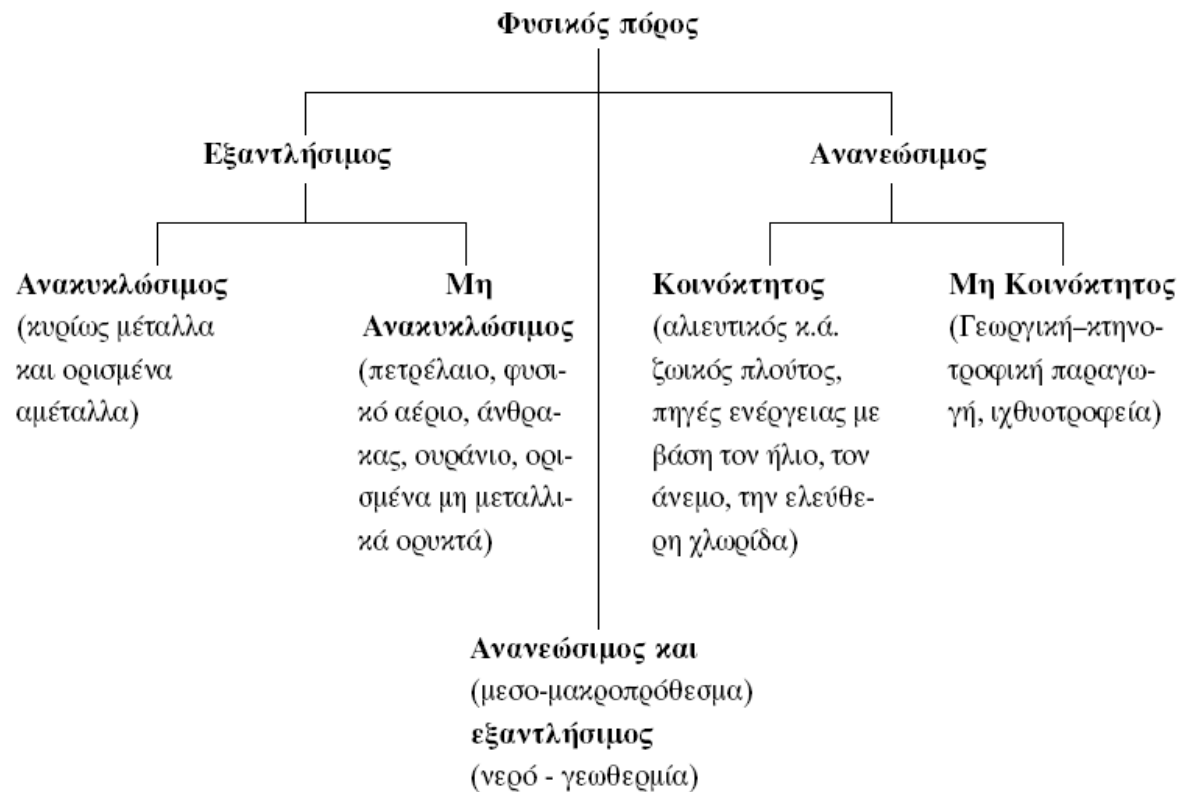 Φυσικός πόρος
Εξαντλήσιμος
Ανανεώσιμος
Ανακυκλώσιμος
(κυρίως μέταλλα
και ορισμένα
αμέταλλα)
Μη
Ανακυκλώσιμος
(πετρέλαιο, φυσι-
κό αέριο, άνθρα-
κας, ουράνιο, ορι-
σμένα μη μεταλλι-
κά ορυκτά)
Κοινόκτητος
(αλιευτικός κ.ά.
ζωικός πλούτος,
πηγές ενέργειας με
βάση τον ήλιο, τον
άνεμο, την ελεύθε-
ρη χλωρίδα)
Μη Κοινόκτητος
(Γεωργική–κτηνο-
τροφική παραγω-
γή, ιχθυοτροφεία)
Ανανεώσιμος και
(μεσο-μακροπρόθεσμα)
εξαντλήσιμος
(νερό - γεωθερμία)